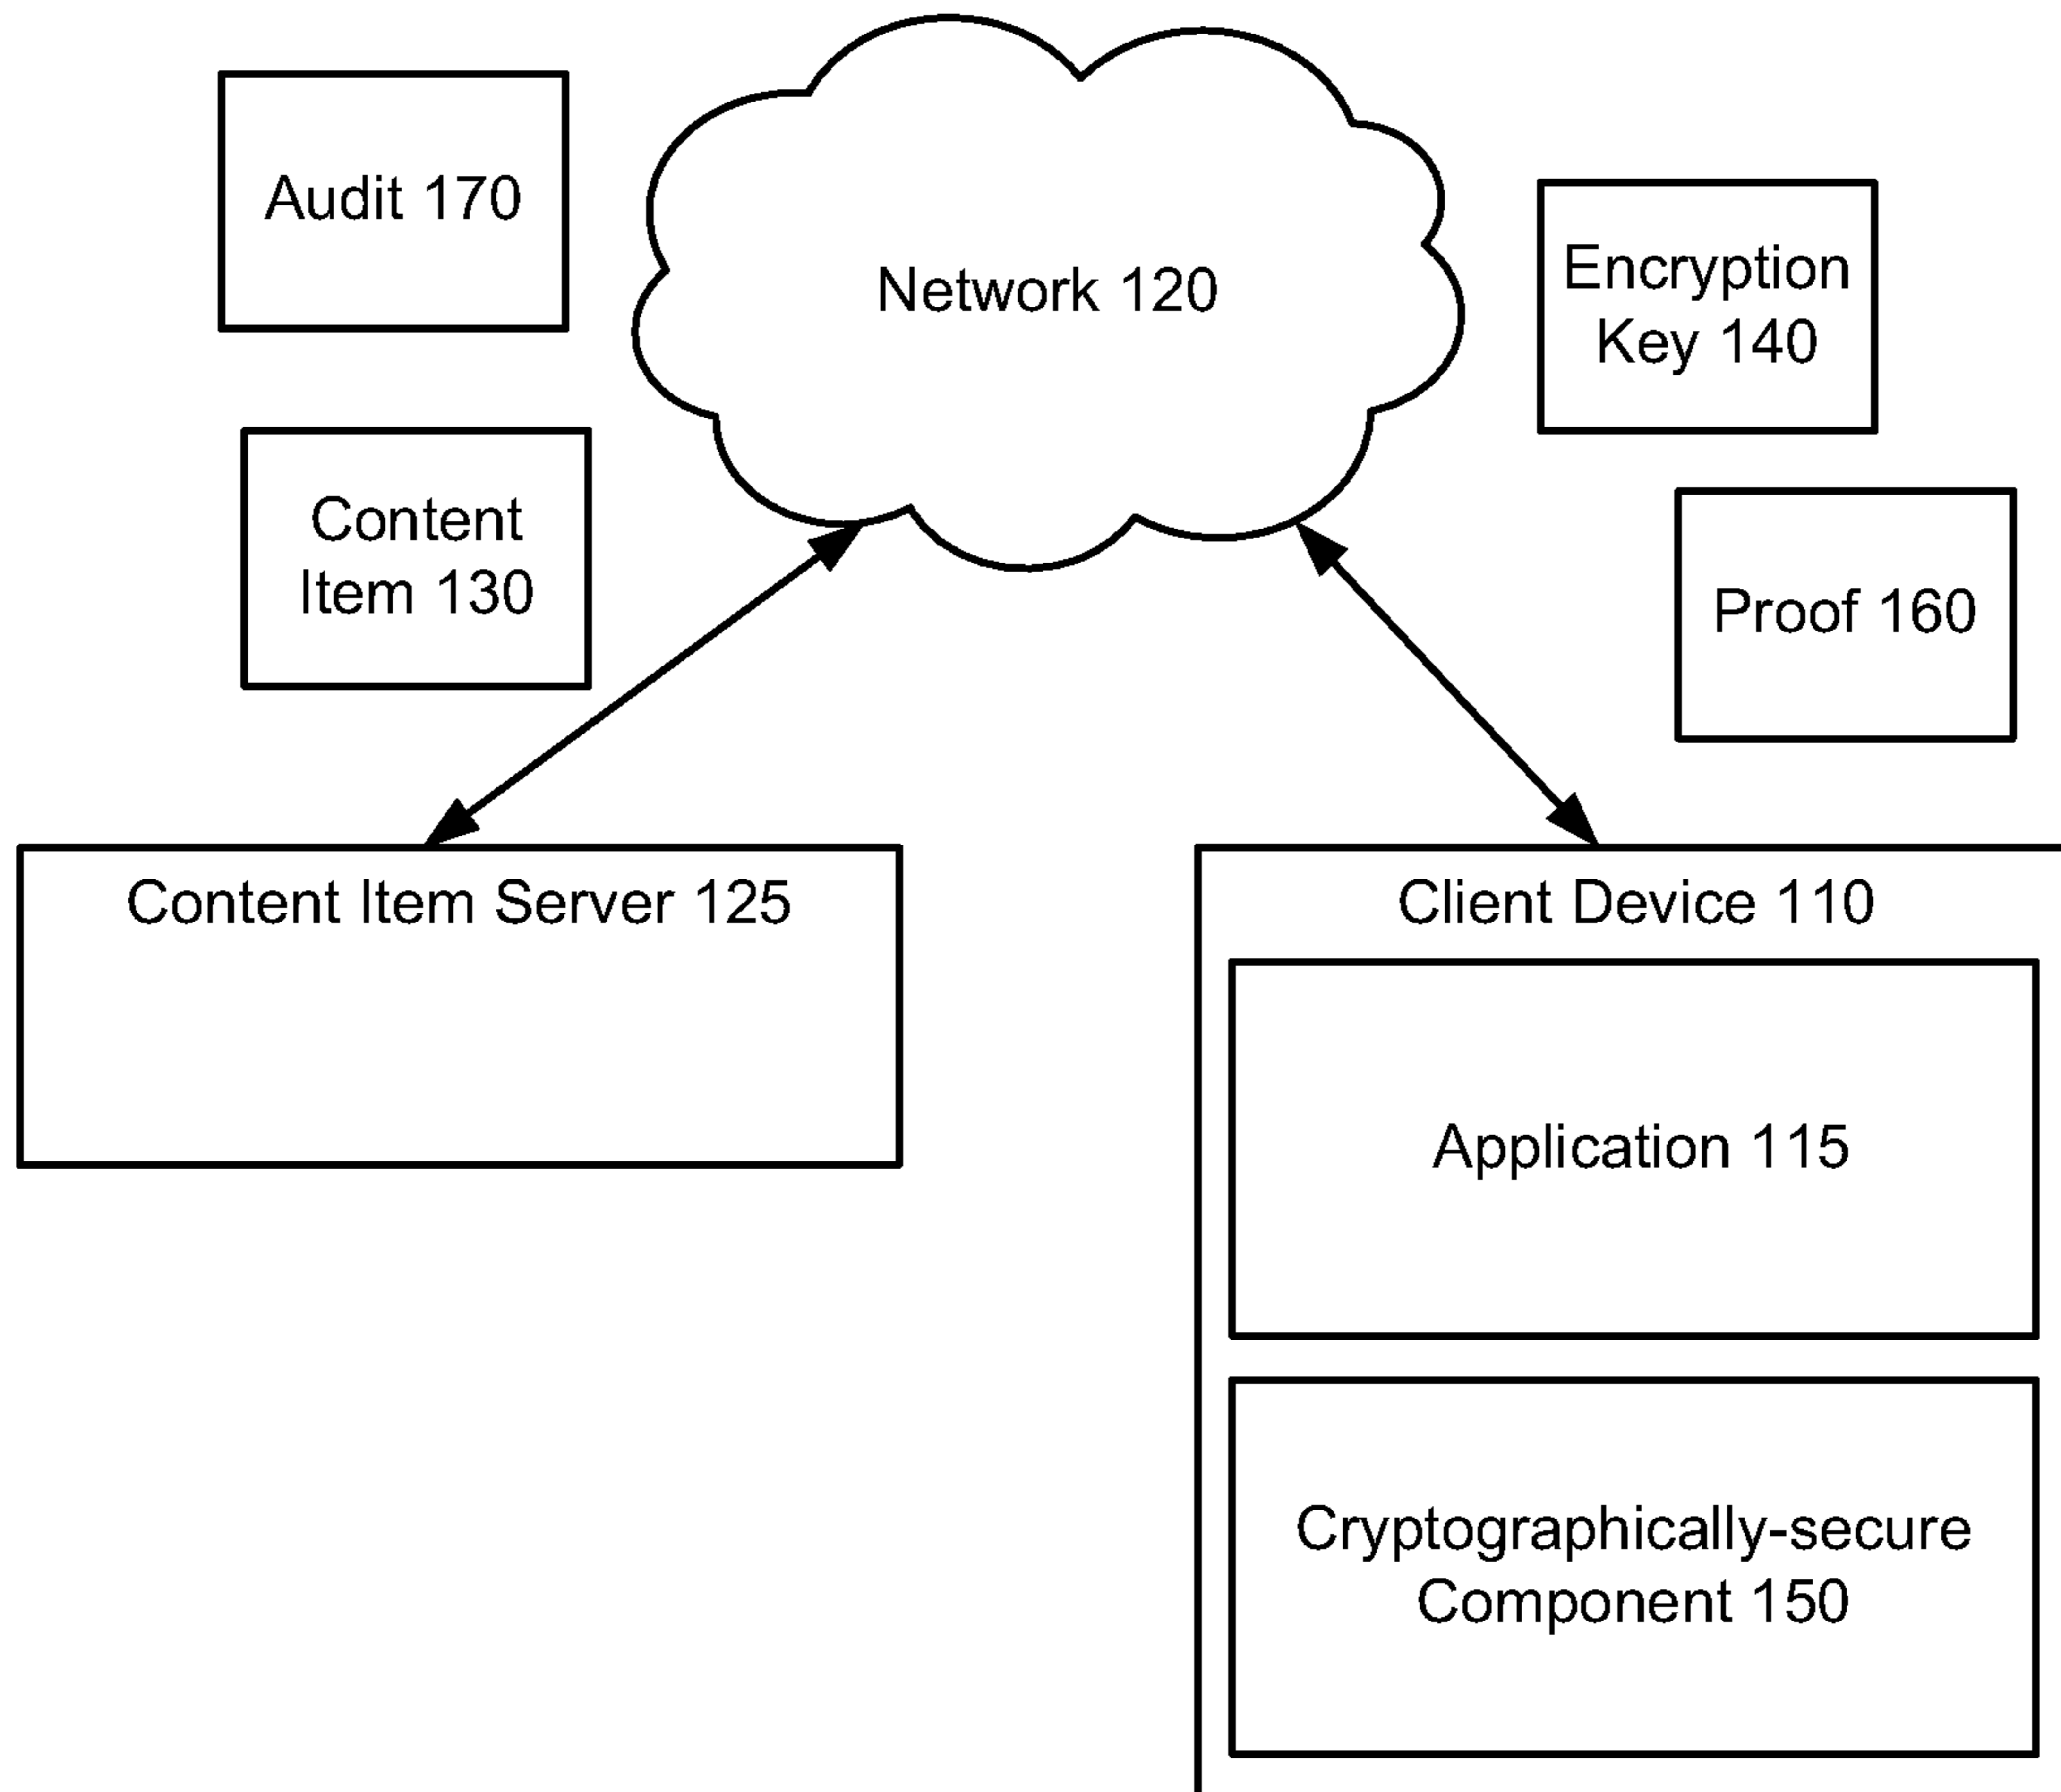 Audit 170
Network 120
Encryption
Key 140
Content
Item 130
Proof 160
Content Item Server 125
Client Device 110
Application 115
Cryptographically-secure
Component 150